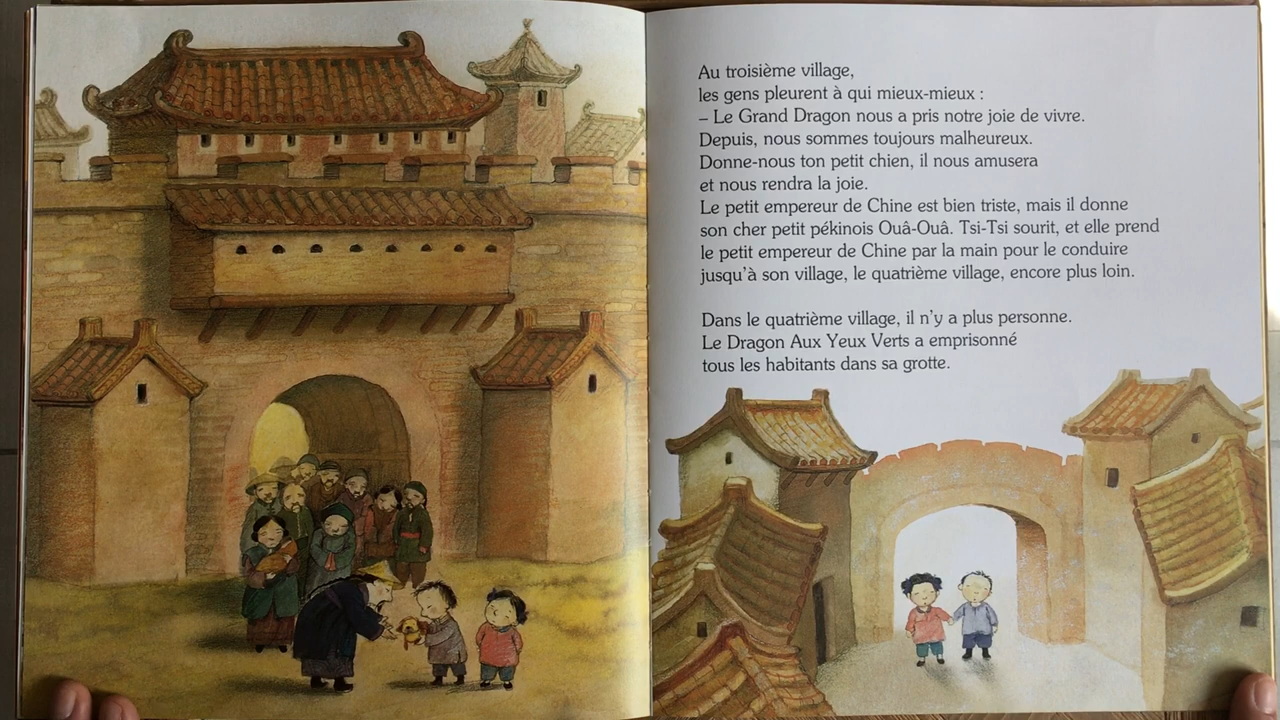 Au troisième village,
les gens pleurent à qui mieux-mieux :
– Le Grand Dragon nous a pris notre joie de vivre.
Depuis, nous sommes toujours malheureux.
Donne-nous ton petit chien, il nous amusera
et nous rendra la joie.
Le petit empereur de Chine est bien triste, mais il donne
son cher petit pékinois Ouâ-Ouâ. Tsi-Tsi sourit, et elle prend
le petit empereur de Chine par la main pour le conduire
jusqu'à son village, le quatrième village, encore plus loin.
Dans le quatrième village, il n'y a plus personne.
Le Dragon Aux Yeux Verts a emprisonné
tous les habitants dans sa grotte.